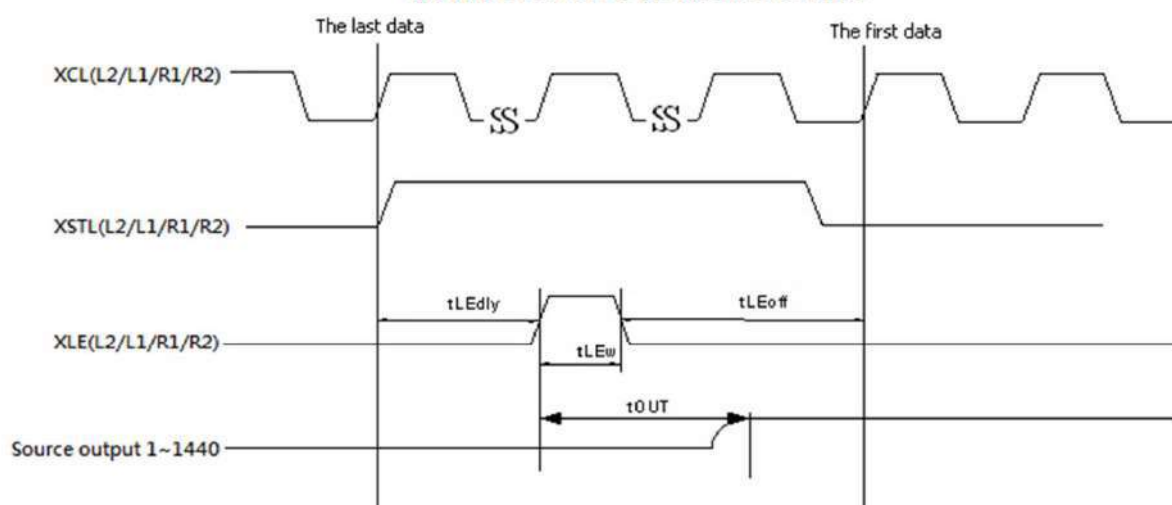 The last data
The first data
XCL(L2/L1/R1/R2)
XSTL(L2/L1/R1/R2)
tLEdly
tLEoff
XLE(L2/L1/R1/R2)
tLEw
tOUT
Source output 1~1440